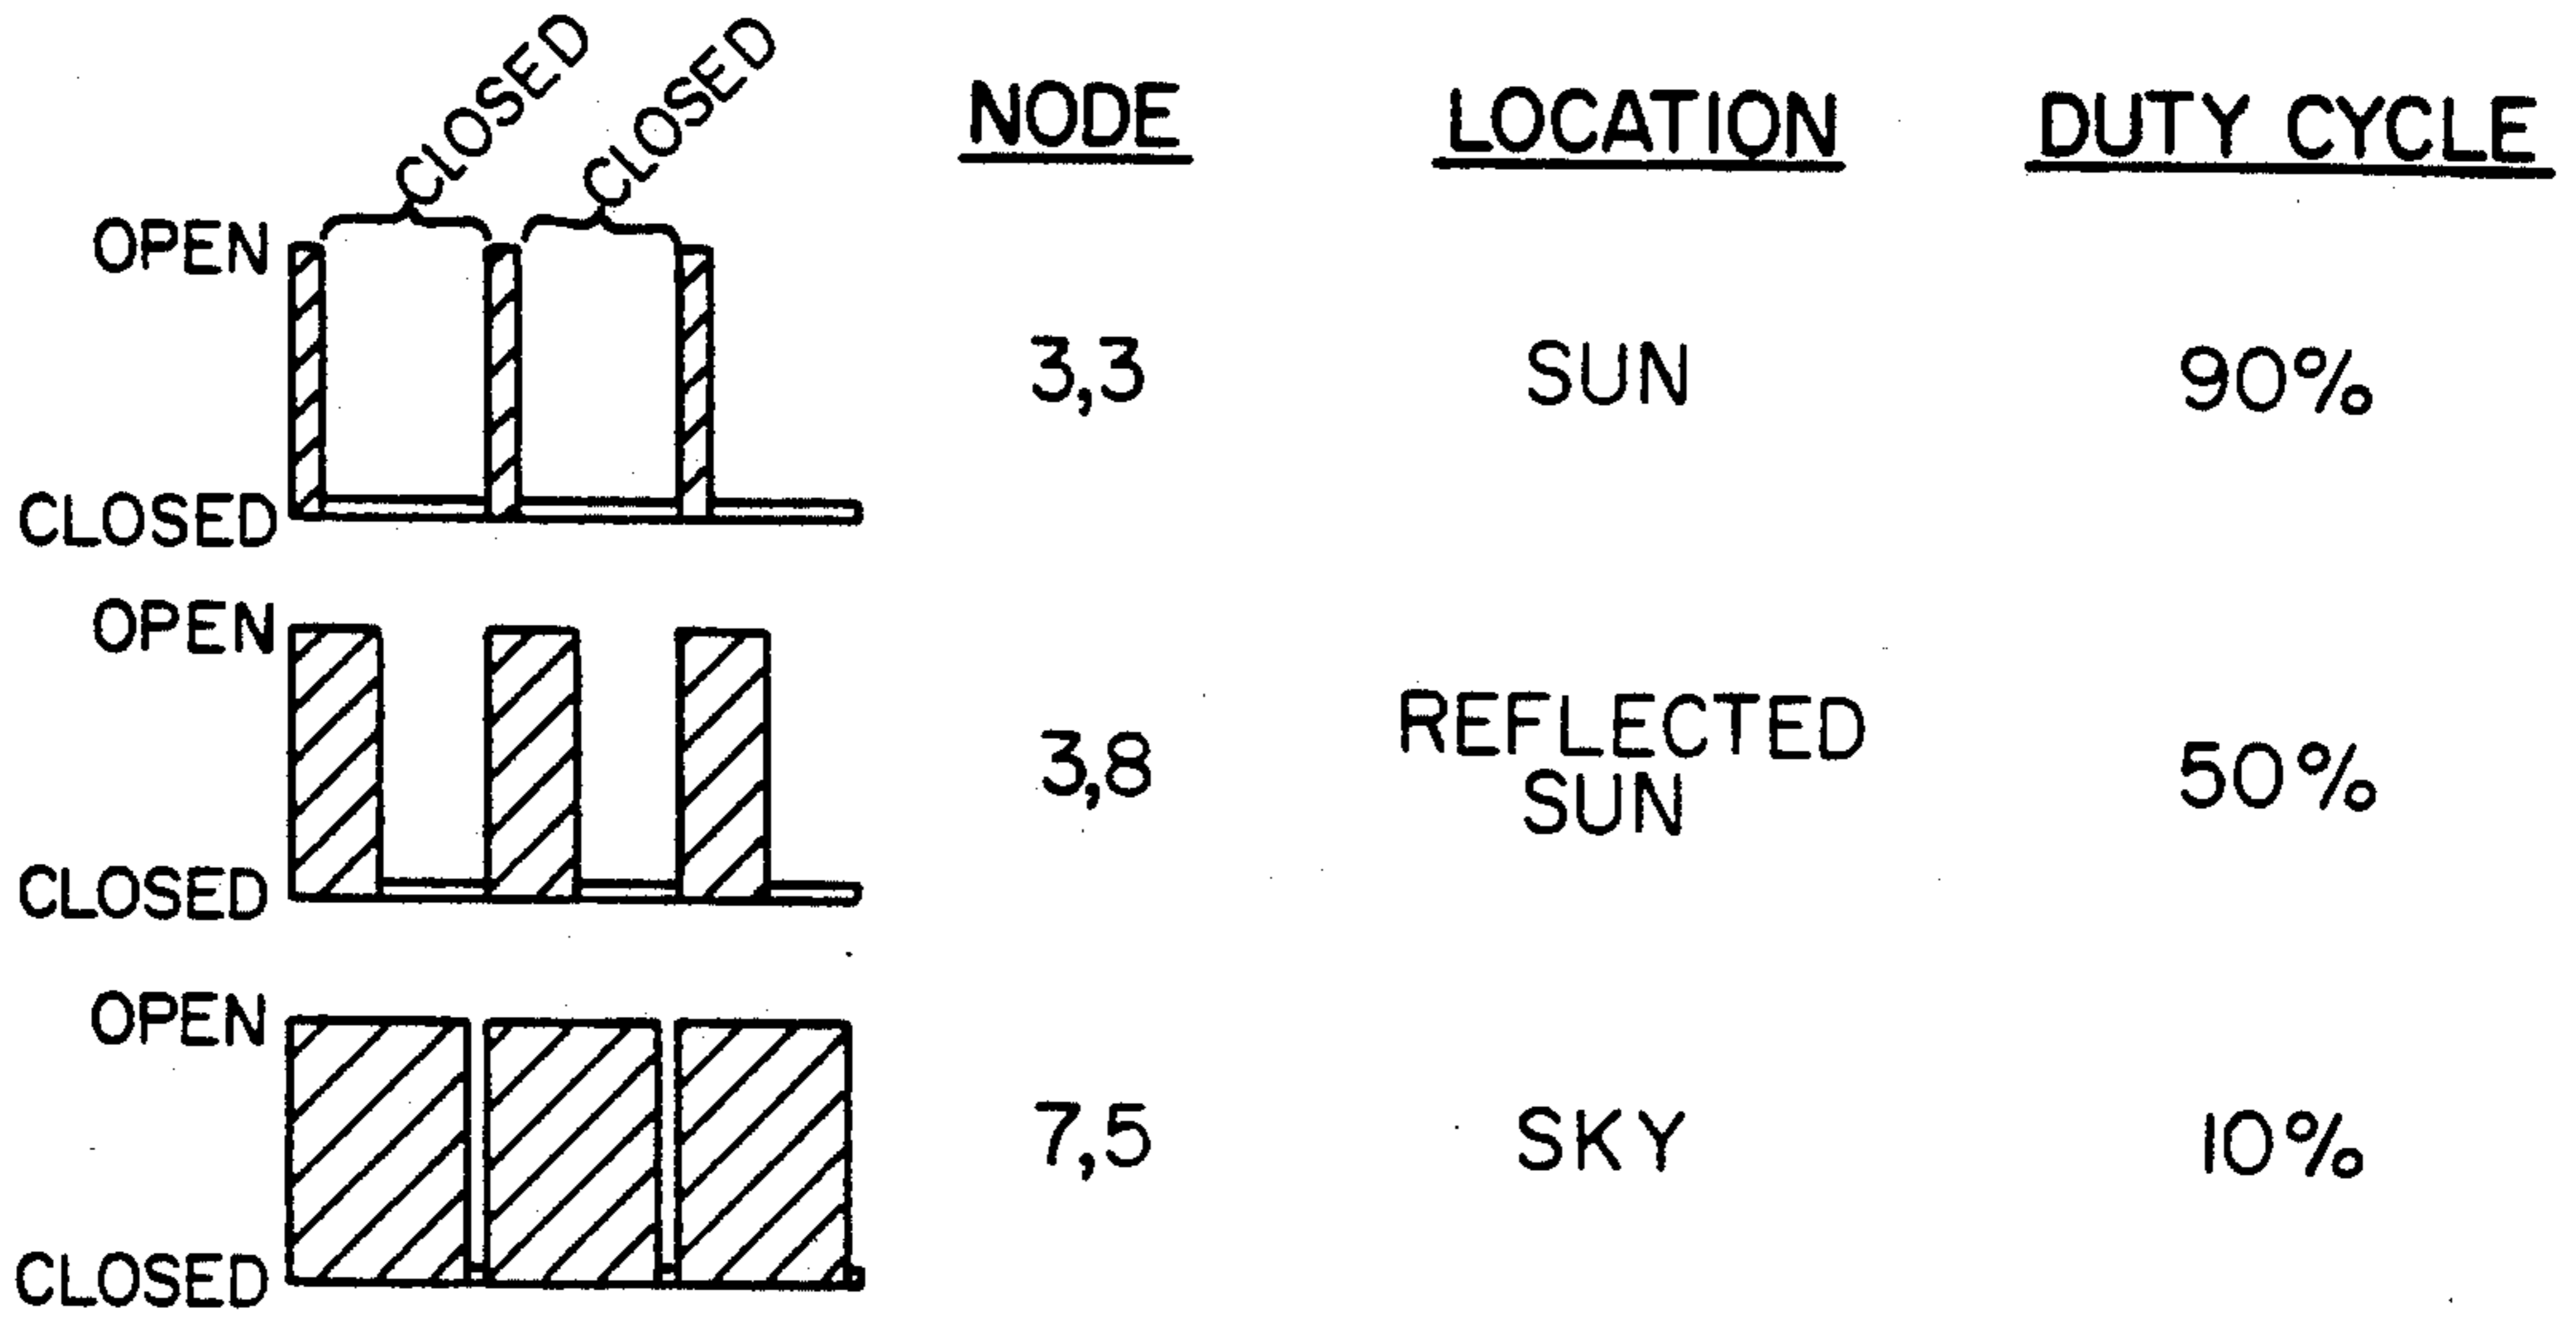 CLOSED CLOSED
NODE LOCATION DUTY CYCLE
OPEN
3,3 SUN 90%
CLOSED
OPEN
3,8 REFLECTED SUN 50%
CLOSED
OPEN
7,5 SKY 10%
CLOSED